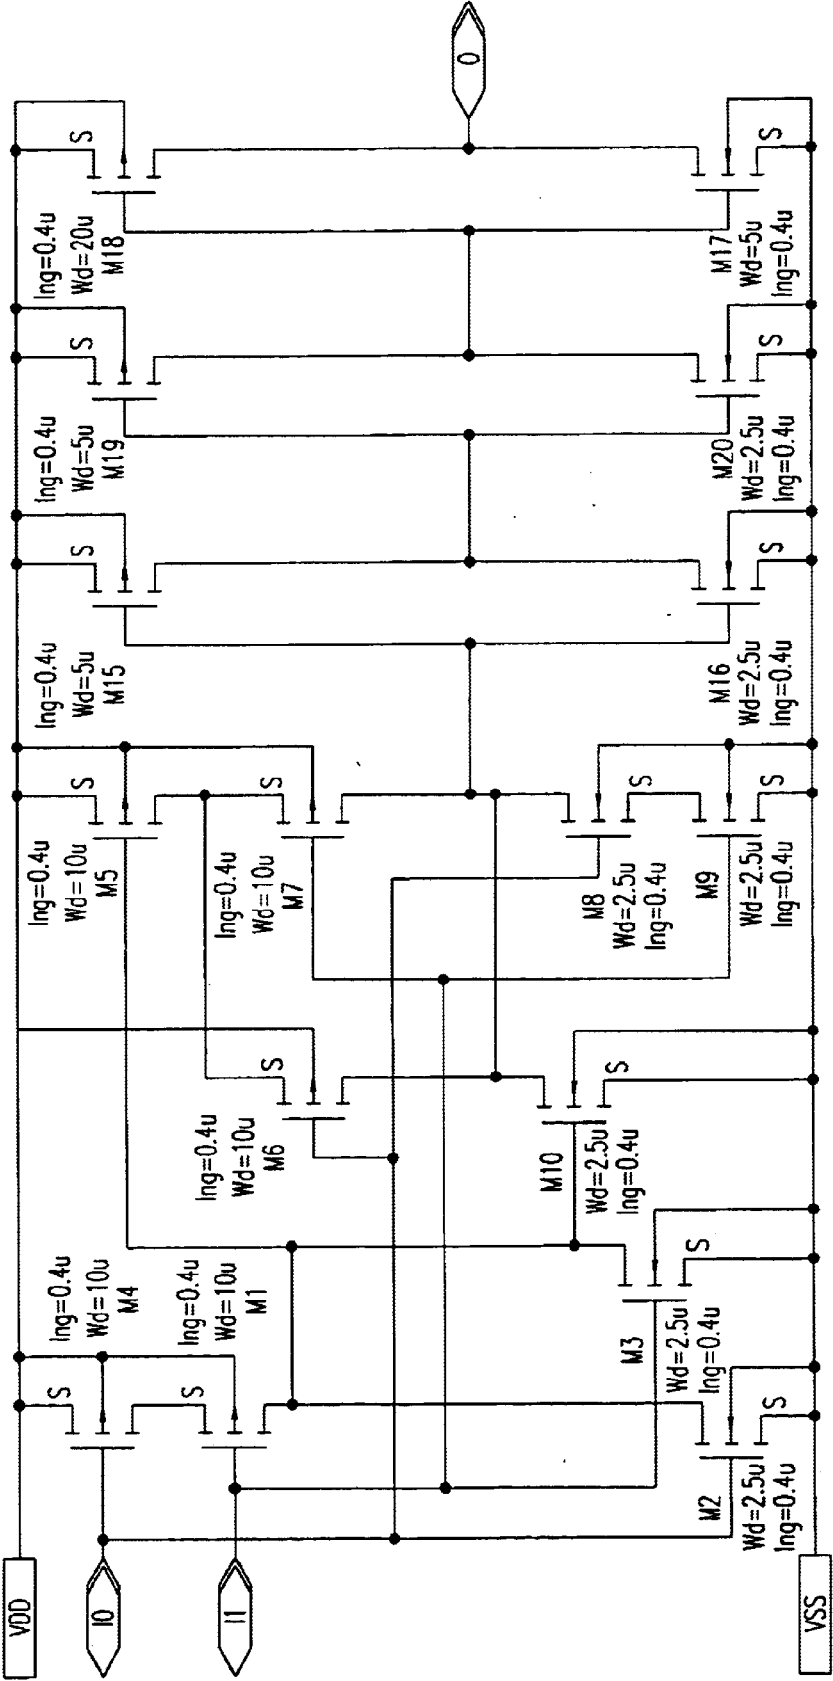 VDD
I0
I1
VSS
S
lng=0.4u
Wd=10u
M4
S
lng=0.4u
Wd=10u
M1
M2
Wd=2.5u
lng=0.4u
S
M3
Wd=2.5u
lng=0.4u
S
lng=0.4u
Wd=10u
M6
S
M10
Wd=2.5u
lng=0.4u
S
lng=0.4u
Wd=10u
M5
S
lng=0.4u
Wd=10u
M7
S
M8
Wd=2.5u
lng=0.4u
S
M9
Wd=2.5u
lng=0.4u
S
lng=0.4u
Wd=5u
M15
S
M16
Wd=2.5u
lng=0.4u
S
lng=0.4u
Wd=5u
M19
S
M20
Wd=2.5u
lng=0.4u
S
lng=0.4u
Wd=20u
M18
S
M17
Wd=5u
lng=0.4u
S
O